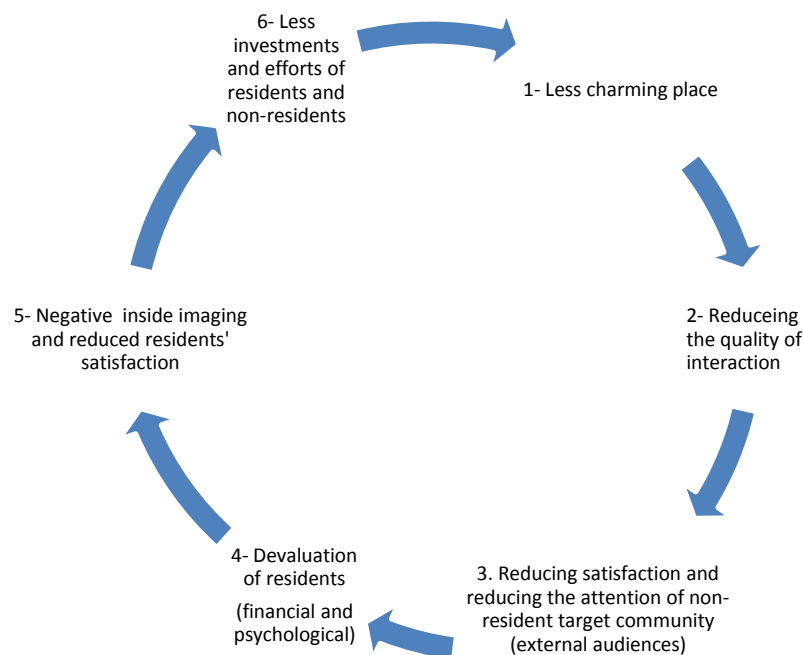 1- Less charming place
2- Reduceing
the quality of
interaction
3. Reducing satisfaction and
reducing the attention of non-
resident target community
(external audiences)
4- Devaluation
of residents
(financial and
psychological)
5- Negative  inside imaging
and reduced residents'
satisfaction
6- Less
investments
and efforts of
residents and
non-residents